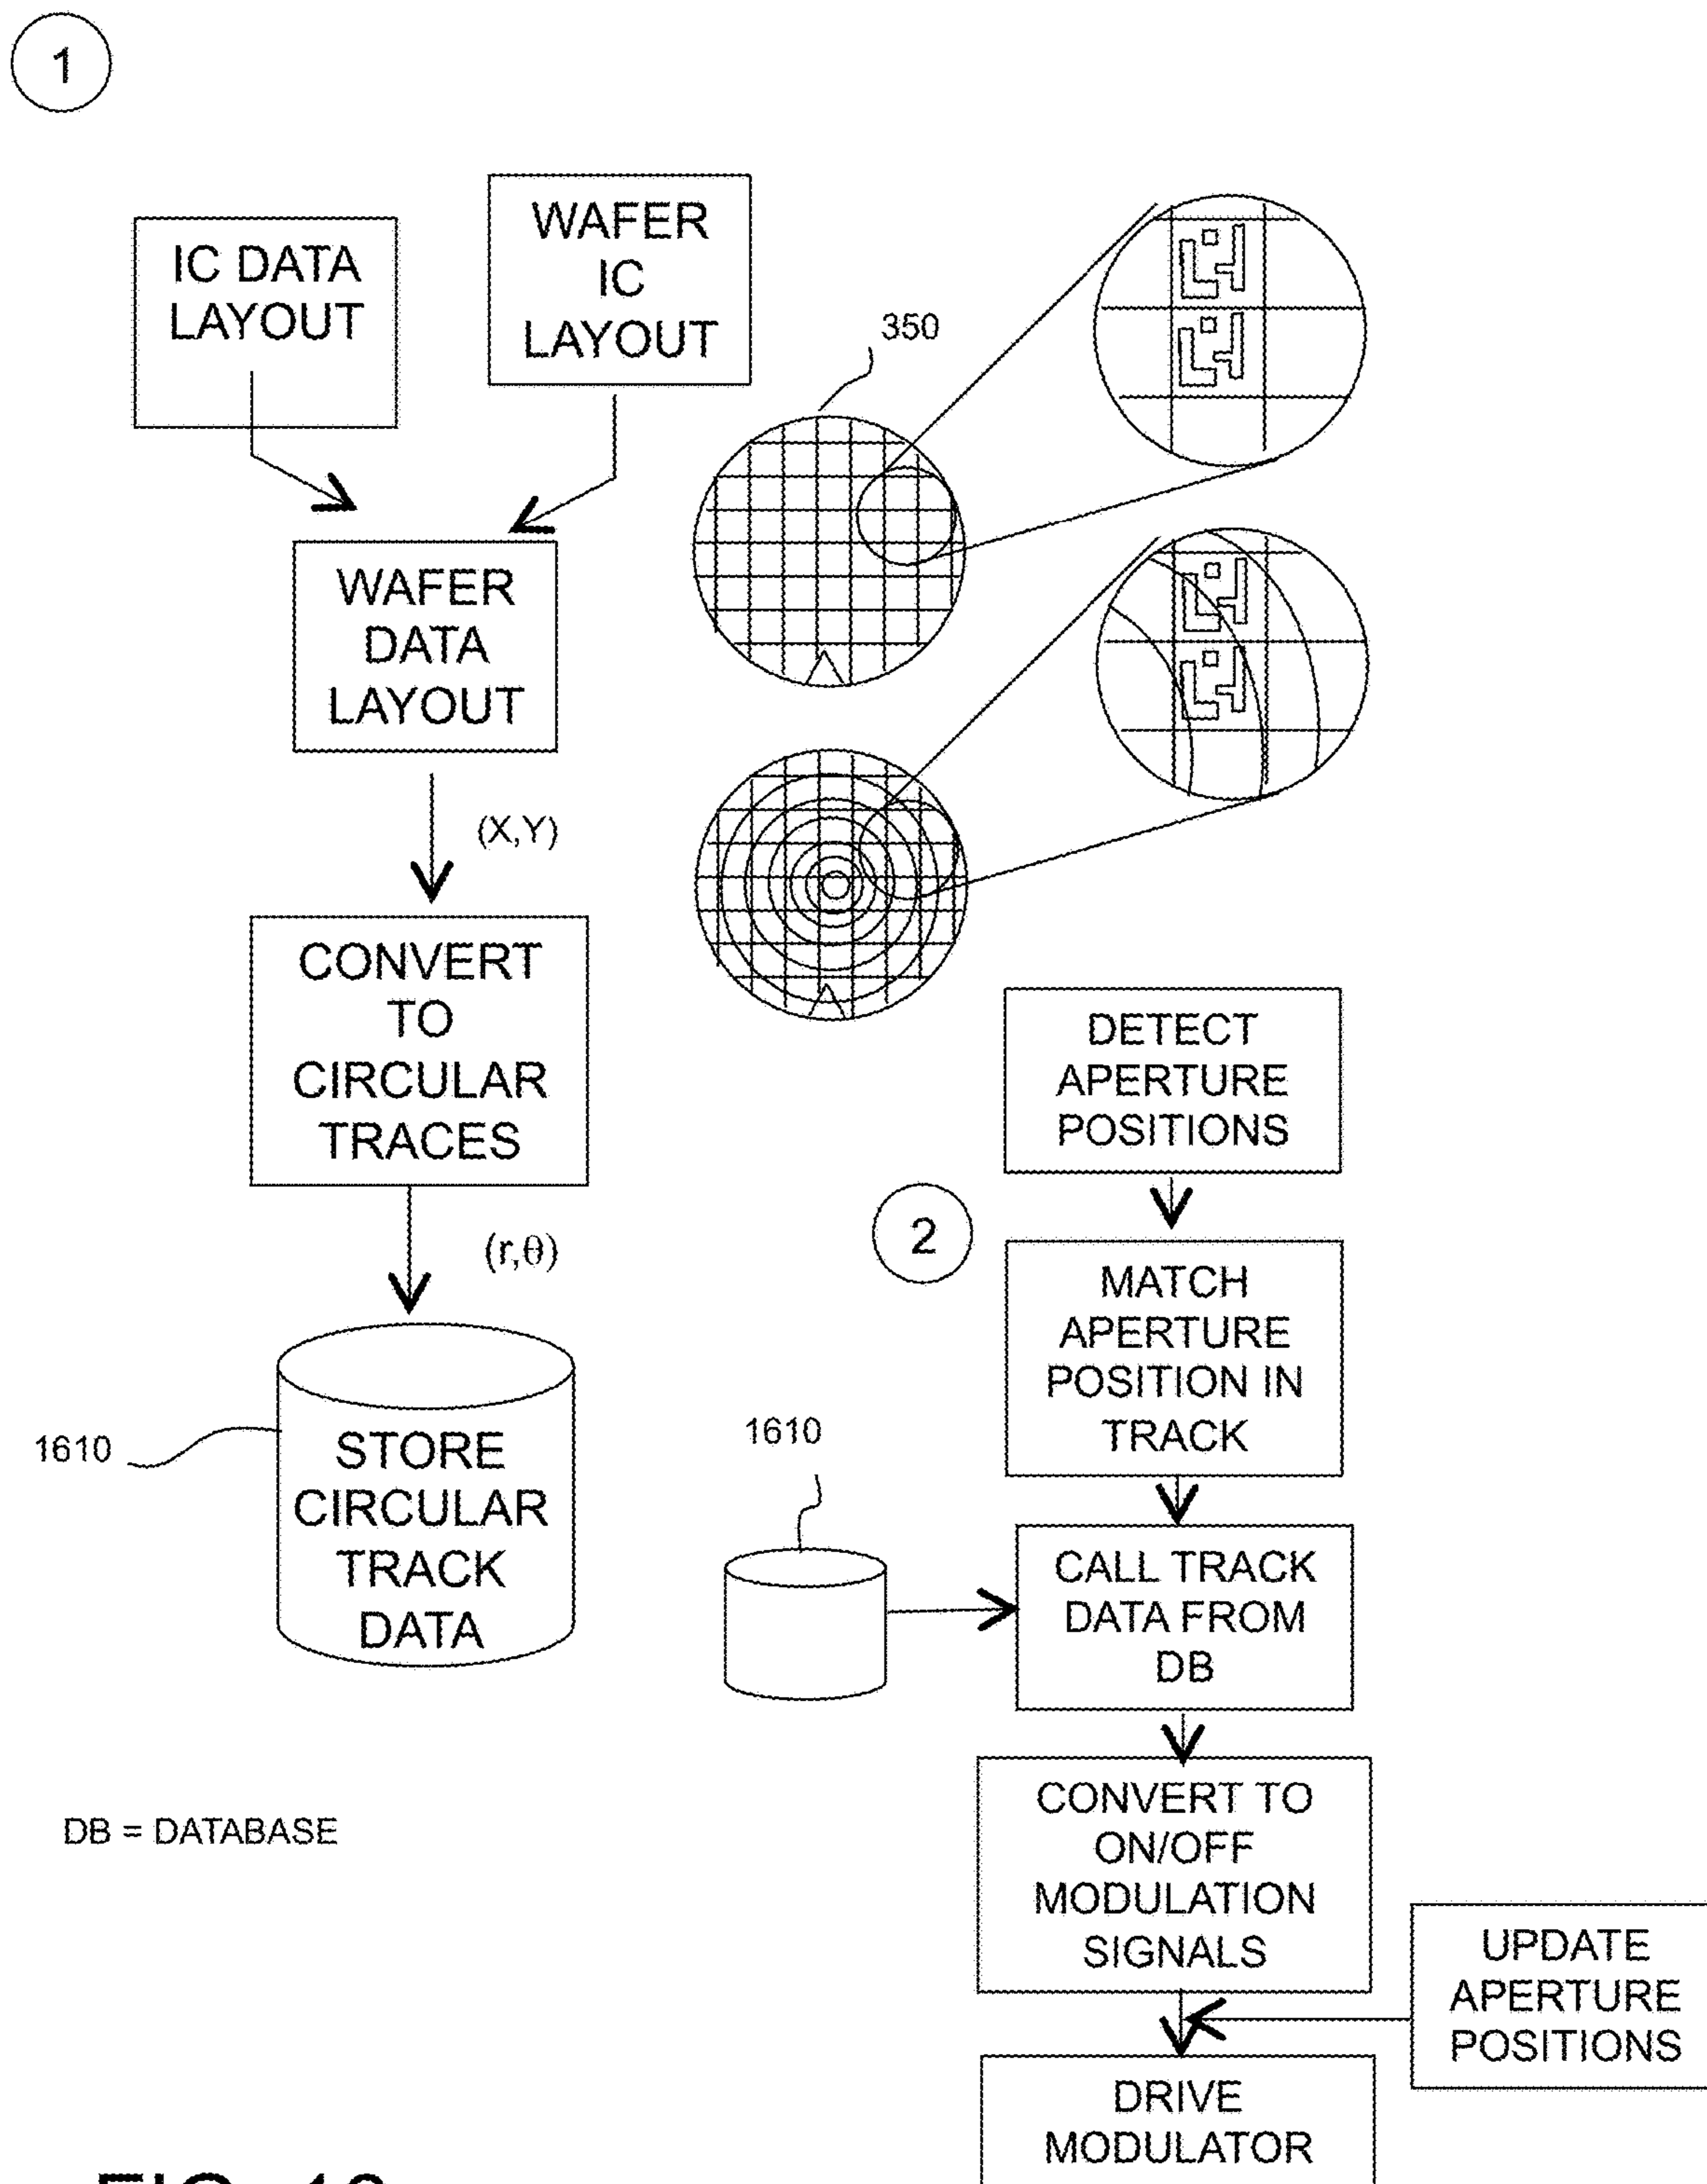 1
IC DATA
LAYOUT
WAFER
IC
LAYOUT
350
WAFER
DATA
LAYOUT
(X,Y)
CONVERT
TO
CIRCULAR
TRACES
(r,θ)
1610
STORE
CIRCULAR
TRACK
DATA
DB = DATABASE
DETECT
APERTURE
POSITIONS
2
MATCH
APERTURE
POSITION IN
TRACK
1610
CALL TRACK
DATA FROM
DB
CONVERT TO
ON/OFF
MODULATION
SIGNALS
UPDATE
APERTURE
POSITIONS
DRIVE
MODULATOR